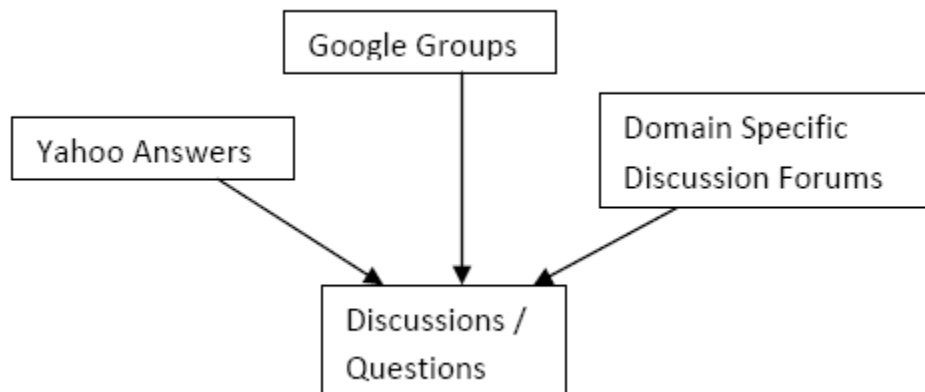 Google Groups
Yahoo Answers
Domain Specific
Discussion Forums
Discussions /
Questions